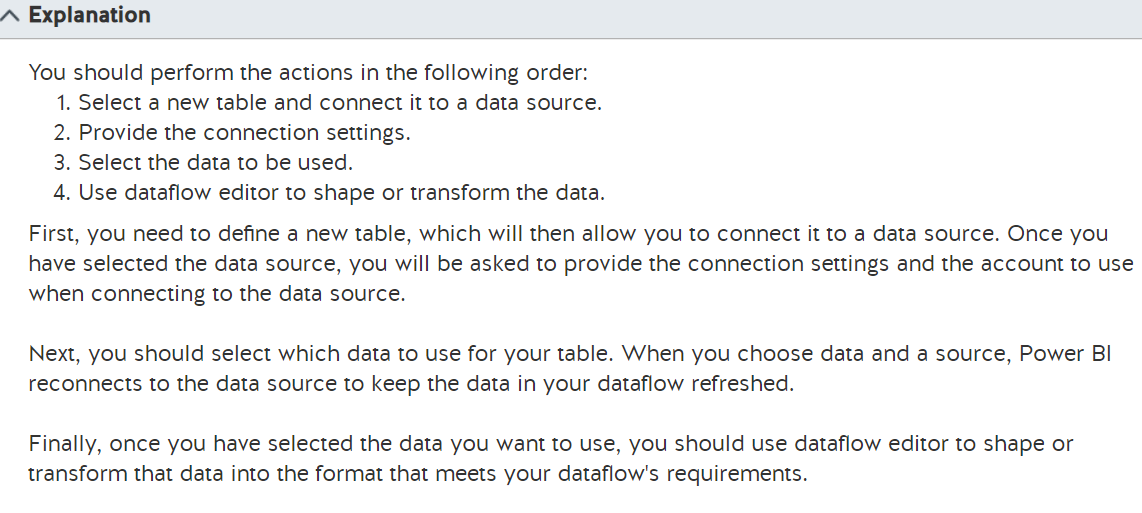 Explanation
You should perform the actions in the following order:
1. Select a new table and connect it to a data source.
2. Provide the connection settings.
3. Select the data to be used.
4. Use dataflow editor to shape or transform the data.
First, you need to define a new table, which will then allow you to connect it to a data source. Once you
have selected the data source, you will be asked to provide the connection settings and the account to use
when connecting to the data source.
Next, you should select which data to use for your table. When you choose data and a source, Power BI
reconnects to the data source to keep the data in your dataflow refreshed.
Finally, once you have selected the data you want to use, you should use dataflow editor to shape or
transform that data into the format that meets your dataflow's requirements.